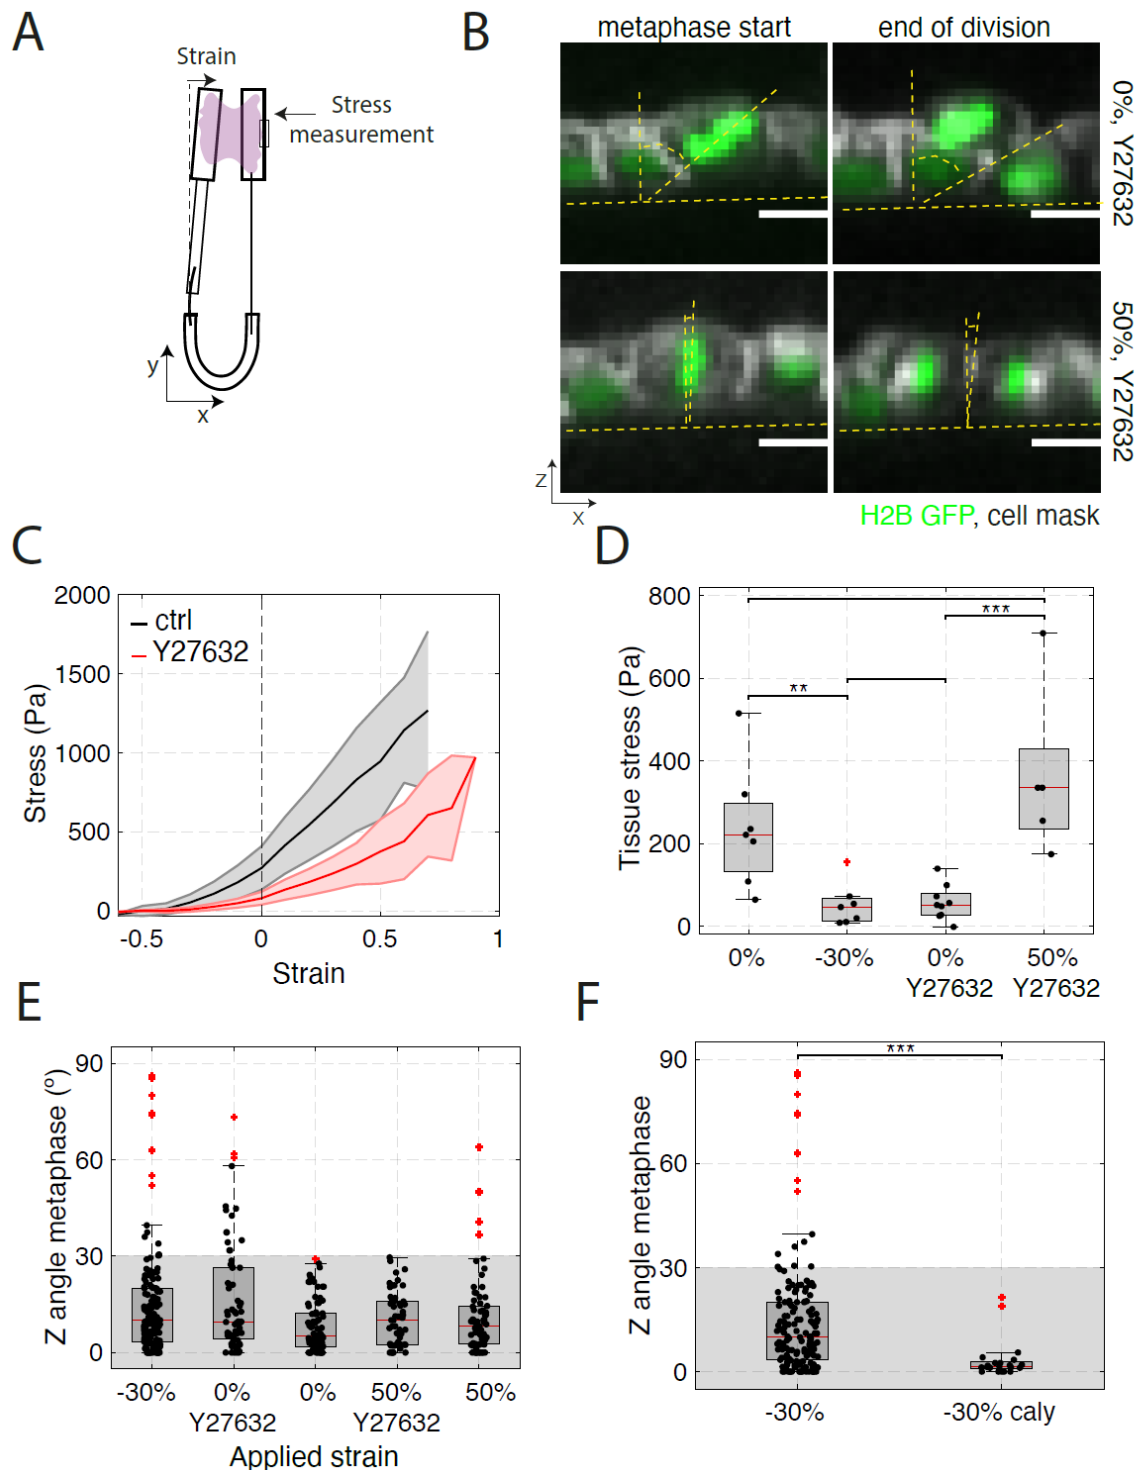 A
Strain
Stress
measurement
y
x
B
metaphase start
end of division
0%, Y27632
50%, Y27632
Z
X
H2B GFP, cell mask
C
2000
1500
1000
500
0
ctrl
Y27632
Stress (Pa)
-0.5
0
0.5
1
Strain
D
800
600
400
200
0
Tissue stress (Pa)
**
***
0%
-30%
0%
Y27632
50%
Y27632
E
90
60
30
0
Z angle metaphase (º)
-30%
0%
Y27632
0%
50%
Y27632
50%
Applied strain
F
90
60
30
0
Z angle metaphase
***
-30%
-30% caly